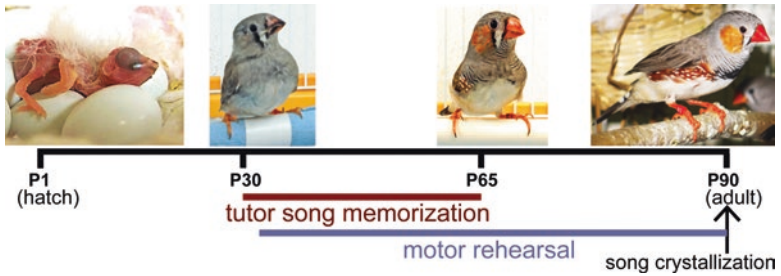 P1 P30 P65 P90
(hatch) (adult)
tutor song memorization
motor rehearsal
song crystallization